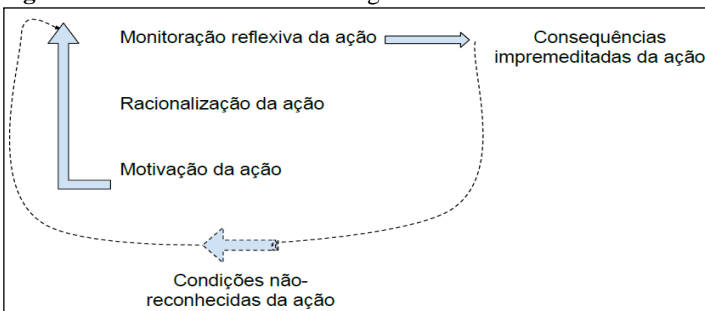 Monitoração reflexiva da ação
Consequências
impremeditadas da ação
Racionalização da ação
Motivação da ação
Condições não-
reconhecidas da ação